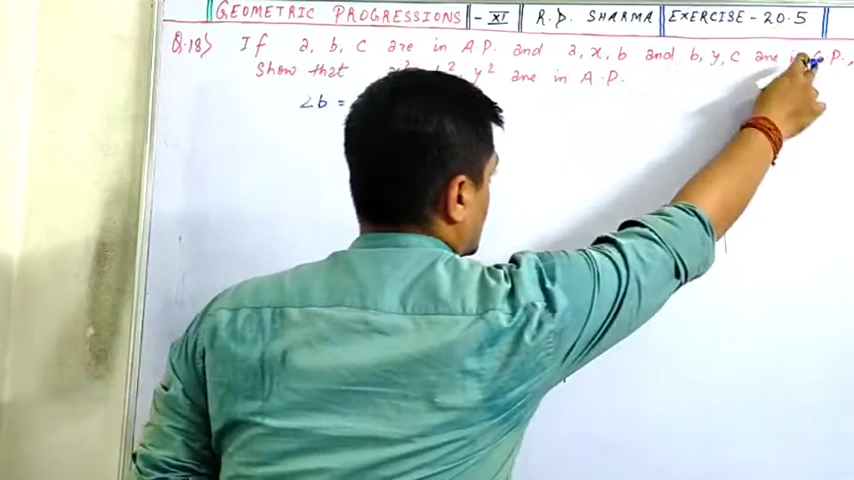 GEOMETRIC PROGRESSIONS - XI R.D. SHARMA EXERCISE - 20.5
Q.18) If a, b, c are in A.P. and a, x, b and b, y, c are in G.P.,
Show that y² are in A.P.
2b =